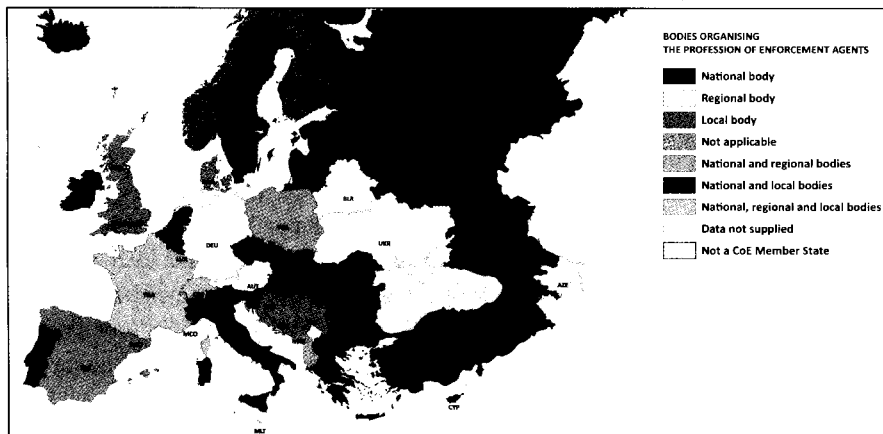 BODIES ORGANISING
THE PROFESSION OF ENFORCEMENT AGENTS
National body
Regional body
Local body
Not applicable
National and regional bodies
National and local bodies
National, regional and local bodies
Data not supplied
Not a CoE Member State
BLR
DEU
UKR
AUT
AZE
MCO
CYP
MLT